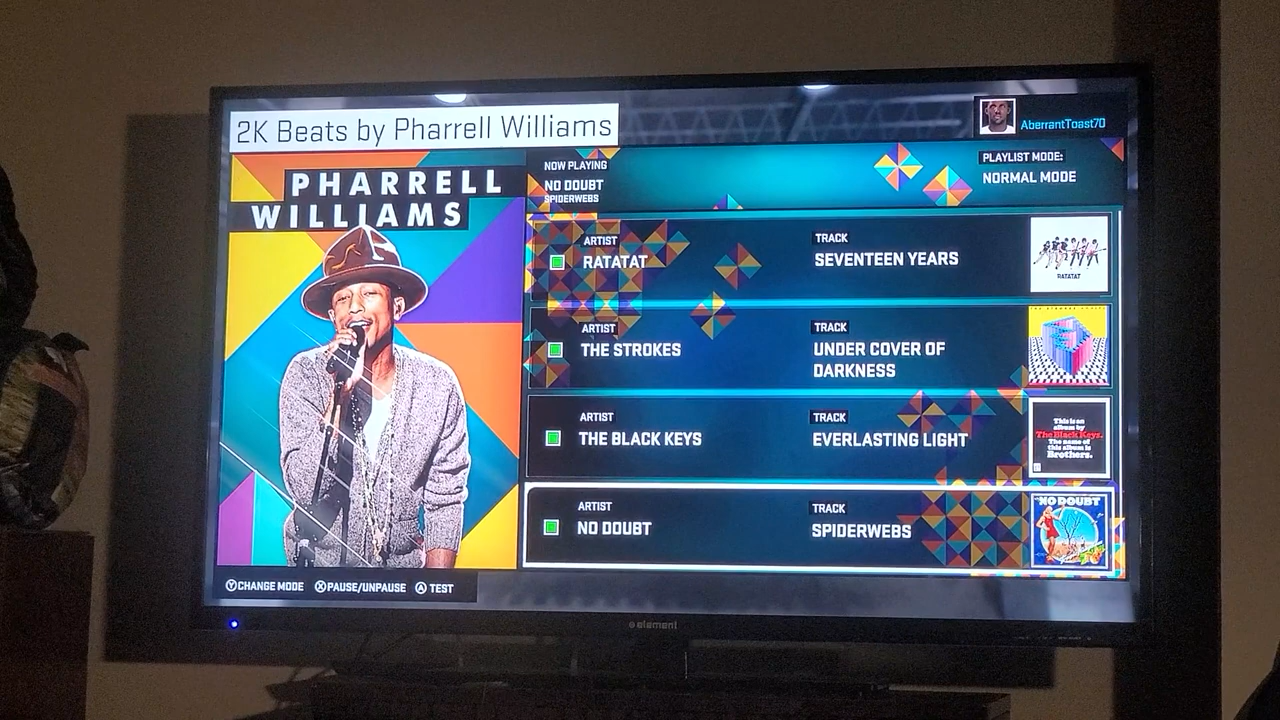 2K Beats by Pharrell Williams
AberrantToast70
PHARRELL
WILLIAMS
NOW PLAYING
NO DOUBT
SPIDERWEBS
PLAYLIST MODE:
NORMAL MODE
ARTIST
RATATAT
TRACK
SEVENTEEN YEARS
RATATAT
ARTIST
THE STROKES
TRACK
UNDER COVER OF
DARKNESS
THE STROKES
ARTIST
THE BLACK KEYS
TRACK
EVERLASTING LIGHT
This is an
album by
The Black Keys.
The name of
this album is
Brothers.
ARTIST
NO DOUBT
TRACK
SPIDERWEBS
NO DOUBT
Y CHANGE MODE X PAUSE/UNPAUSE A TEST
element